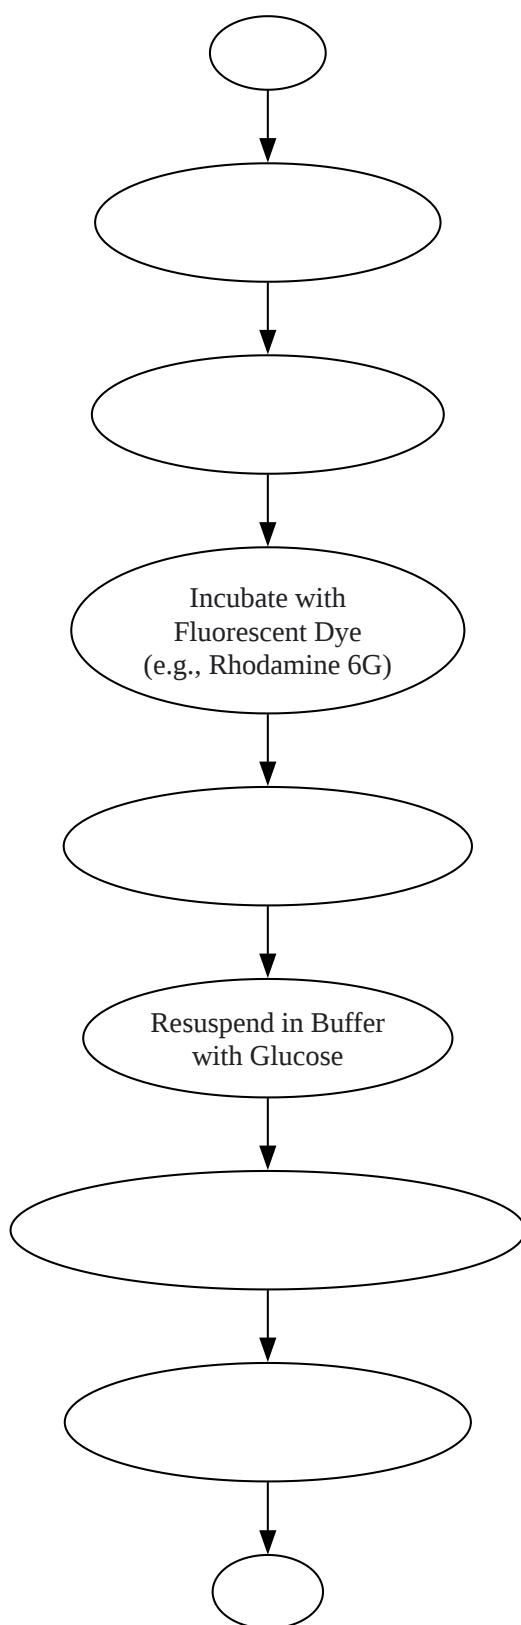 Incubate with
Fluorescent Dye
(e.g., Rhodamine 6G)
Resuspend in Buffer
with Glucose